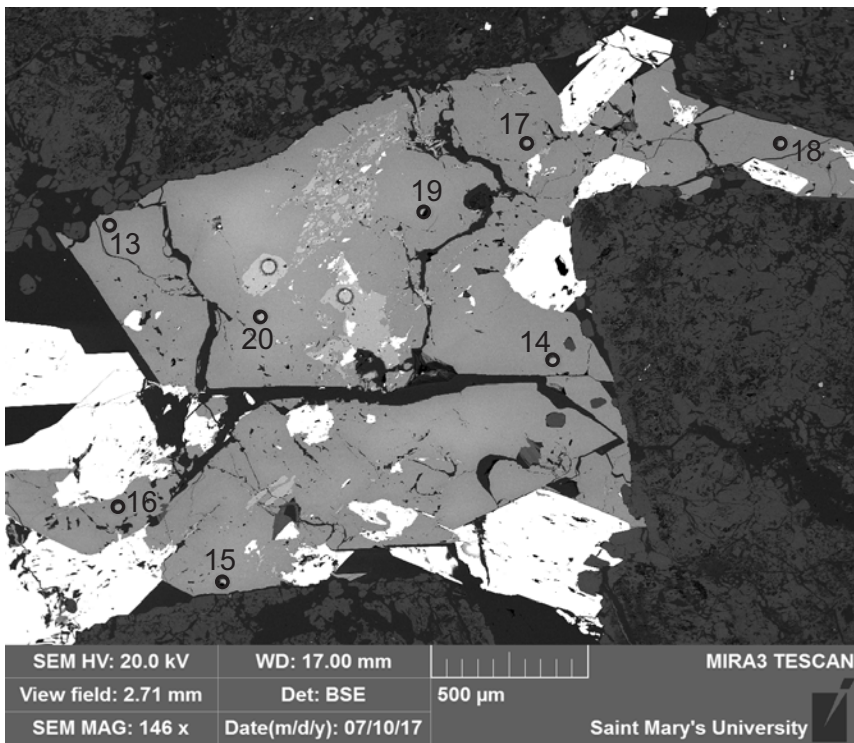 17
18
19
13
20
14
16
15
SEM HV: 20.0 kV
WD: 17.00 mm
MIRA3 TESCAN
View field: 2.71 mm
Det: BSE
500 µm
SEM MAG: 146 x
Date(m/d/y): 07/10/17
Saint Mary's University